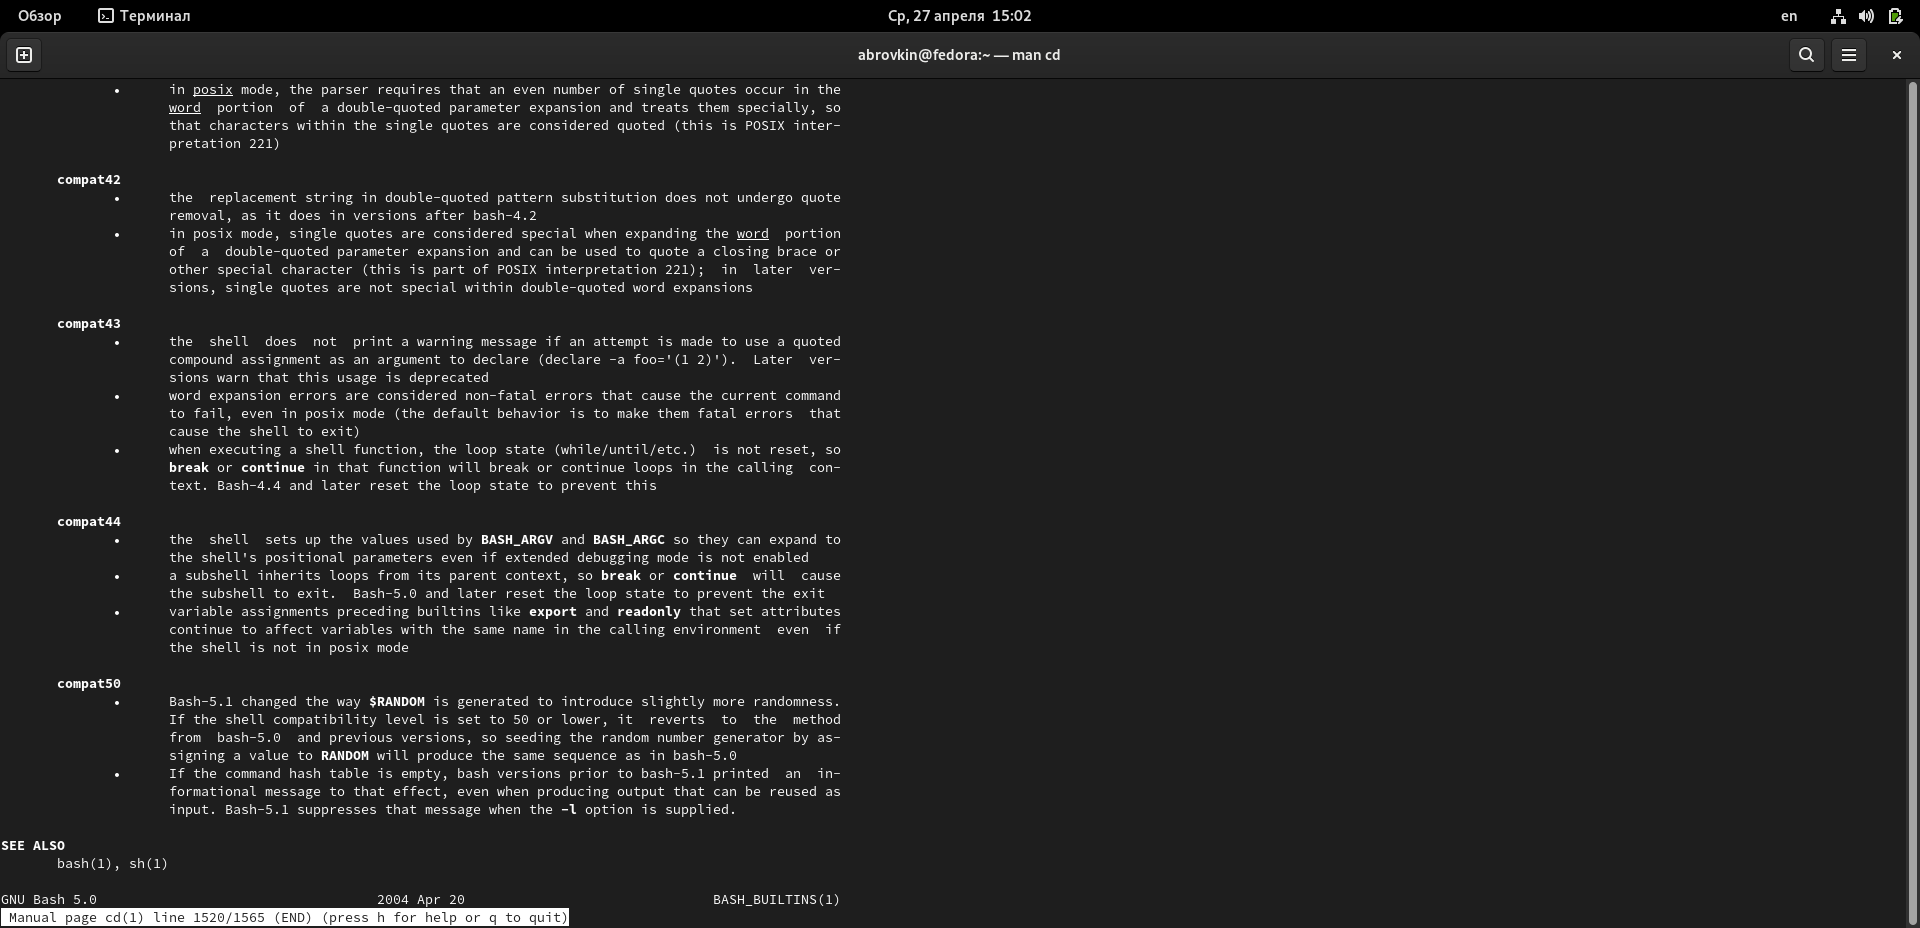 Обзор Терминал Ср, 27 апреля 15:02 en
abrovkin@fedora:~ — man cd
• in posix mode, the parser requires that an even number of single quotes occur in the
word portion of a double-quoted parameter expansion and treats them specially, so
that characters within the single quotes are considered quoted (this is POSIX inter-
pretation 221)
compat42
• the replacement string in double-quoted pattern substitution does not undergo quote
removal, as it does in versions after bash-4.2
• in posix mode, single quotes are considered special when expanding the word portion
of a double-quoted parameter expansion and can be used to quote a closing brace or
other special character (this is part of POSIX interpretation 221); in later ver-
sions, single quotes are not special within double-quoted word expansions
compat43
• the shell does not print a warning message if an attempt is made to use a quoted
compound assignment as an argument to declare (declare -a foo='(1 2)'). Later ver-
sions warn that this usage is deprecated
• word expansion errors are considered non-fatal errors that cause the current command
to fail, even in posix mode (the default behavior is to make them fatal errors that
cause the shell to exit)
• when executing a shell function, the loop state (while/until/etc.) is not reset, so
break or continue in that function will break or continue loops in the calling con-
text. Bash-4.4 and later reset the loop state to prevent this
compat44
• the shell sets up the values used by BASH_ARGV and BASH_ARGC so they can expand to
the shell's positional parameters even if extended debugging mode is not enabled
• a subshell inherits loops from its parent context, so break or continue will cause
the subshell to exit. Bash-5.0 and later reset the loop state to prevent the exit
• variable assignments preceding builtins like export and readonly that set attributes
continue to affect variables with the same name in the calling environment even if
the shell is not in posix mode
compat50
• Bash-5.1 changed the way $RANDOM is generated to introduce slightly more randomness.
If the shell compatibility level is set to 50 or lower, it reverts to the method
from bash-5.0 and previous versions, so seeding the random number generator by as-
signing a value to RANDOM will produce the same sequence as in bash-5.0
• If the command hash table is empty, bash versions prior to bash-5.1 printed an in-
formational message to that effect, even when producing output that can be reused as
input. Bash-5.1 suppresses that message when the -l option is supplied.
SEE ALSO
bash(1), sh(1)
GNU Bash 5.0 2004 Apr 20 BASH_BUILTINS(1)
Manual page cd(1) line 1520/1565 (END) (press h for help or q to quit)